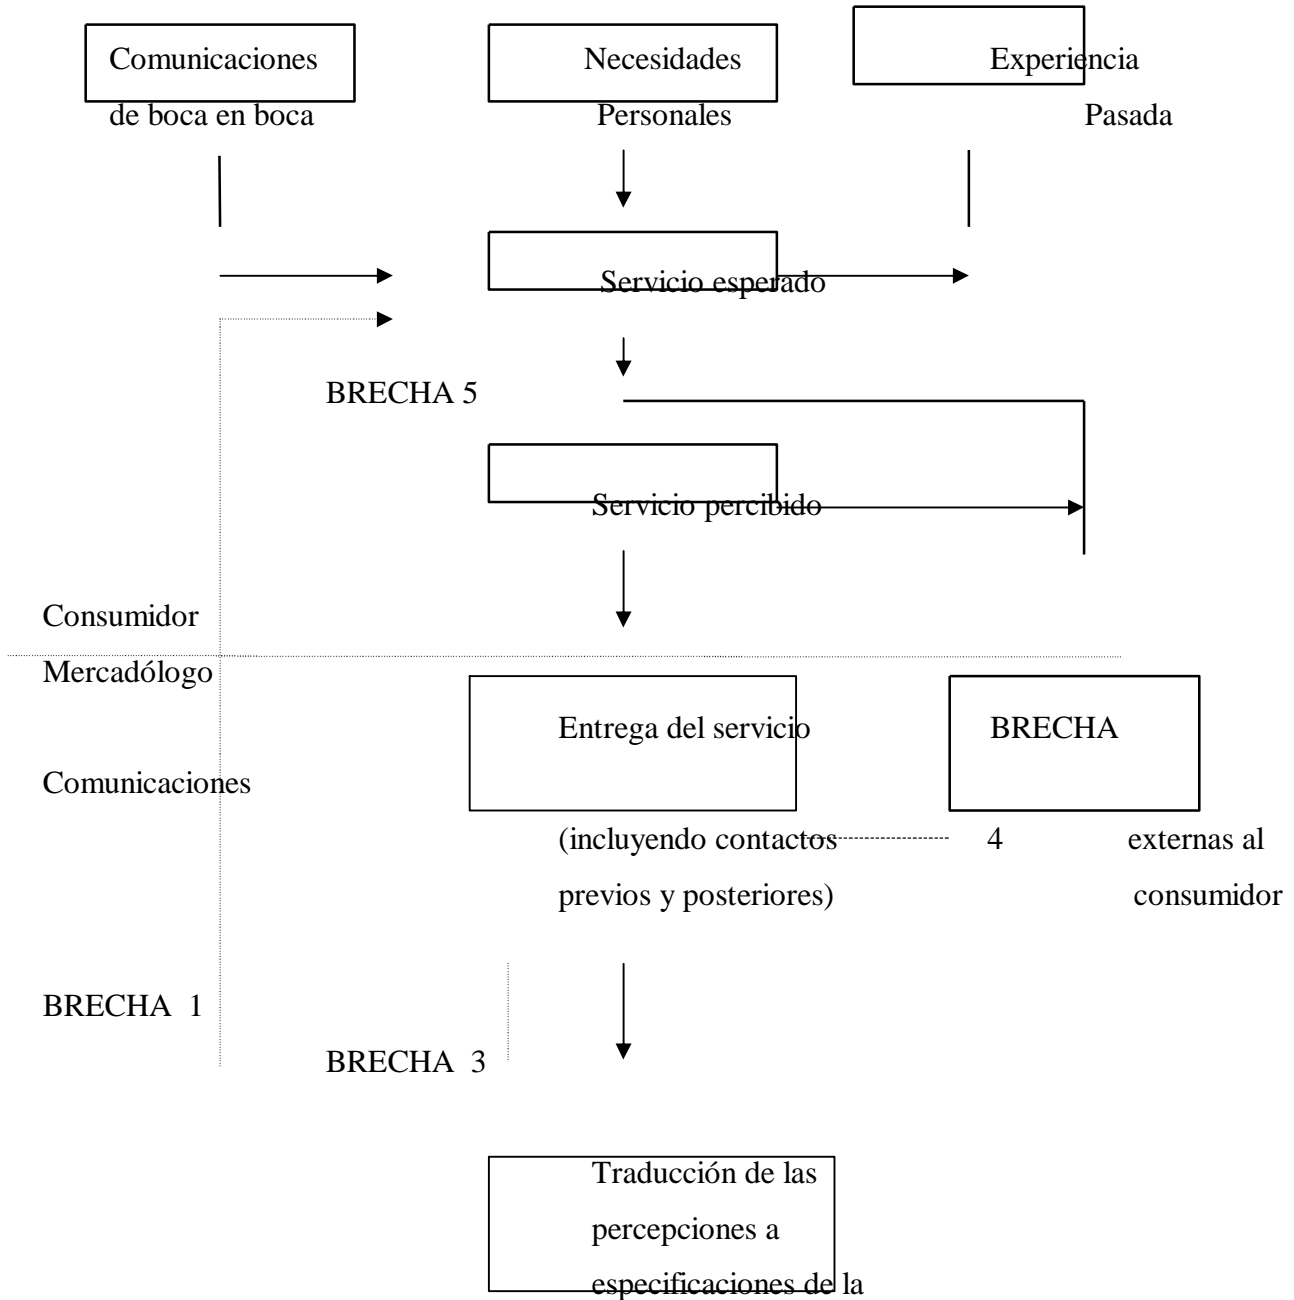 Comunicaciones Necesidades Experiencia
de boca en boca Personales Pasada
Servicio esperado
BRECHA 5
Servicio percibido
Consumidor
Mercadólogo
Entrega del servicio BRECHA
Comunicaciones
(incluyendo contactos 4 externas al
previos y posteriores) consumidor
BRECHA 1
BRECHA 3
Traducción de las
percepciones a
especificaciones de la